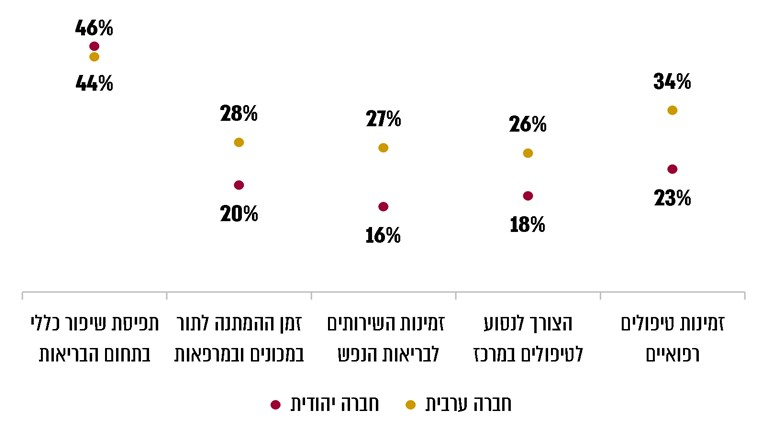 46%
44%
28%
20%
27%
16%
26%
18%
34%
23%
תפיסת שיפור כללי
בתחום הבריאות
זמן ההמתנה לתור
במכונים ובמרפאות
זמינות השירותים
לבריאות הנפש
הצורך לנסוע
לטיפולים במרכז
זמינות טיפולים
רפואיים
חברה יהודית
חברה ערבית